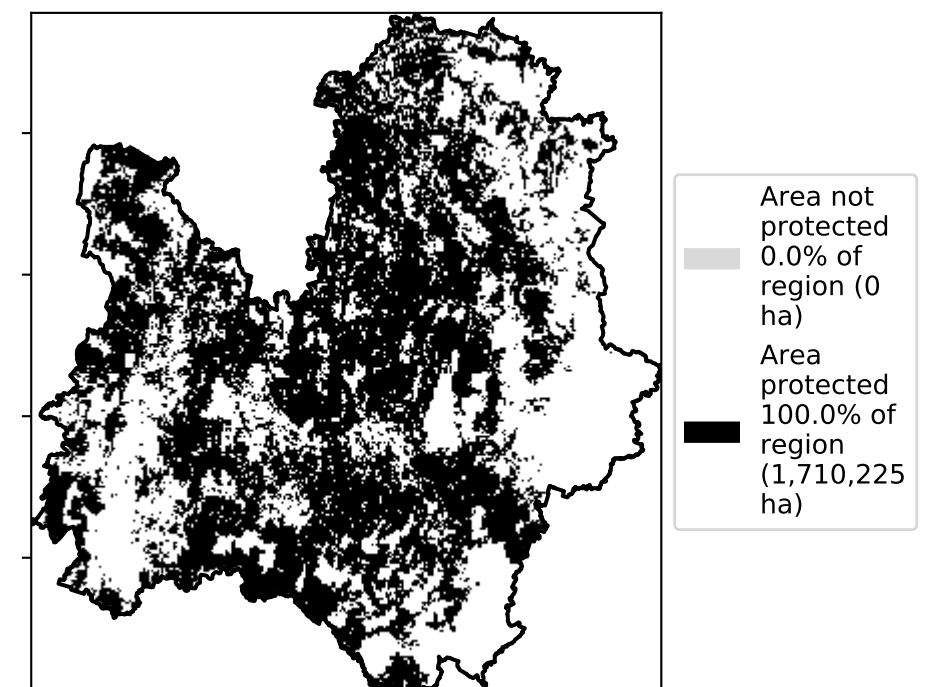 Area not
protected
0.0% of
region (0
ha)
Area
protected
100.0% of
region
(1,710,225
ha)